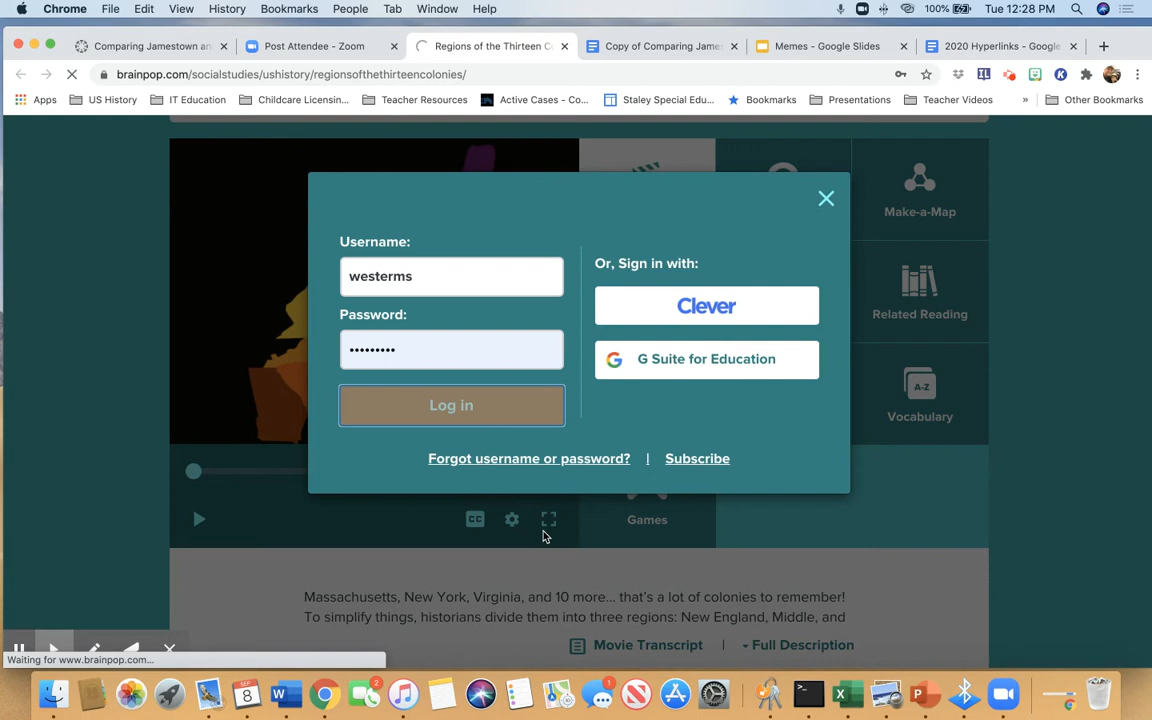 Chrome File Edit View History Bookmarks People Tab Window Help 100% Tue 12:28 PM
Comparing Jamestown an Post Attendee - Zoom Regions of the Thirteen C Copy of Comparing Jame Memes - Google Slides 2020 Hyperlinks - Google
brainpop.com/socialstudies/ushistory/regionsofthethirteencolonies/
Apps US History IT Education Childcare Licensin... Teacher Resources Active Cases - Co... Staley Special Edu... Bookmarks Presentations Teacher Videos » Other Bookmarks
Make-a-Map
Username:
westerms
Password:
•••••••••
Log in
Or, Sign in with:
Clever
G Suite for Education
Forgot username or password? | Subscribe
Related Reading
A-Z
Vocabulary
CC
Games
Massachusetts, New York, Virginia, and 10 more... that's a lot of colonies to remember!
To simplify things, historians divide them into three regions: New England, Middle, and
Movie Transcript | Full Description
Waiting for www.brainpop.com...
SEP
8
2
1